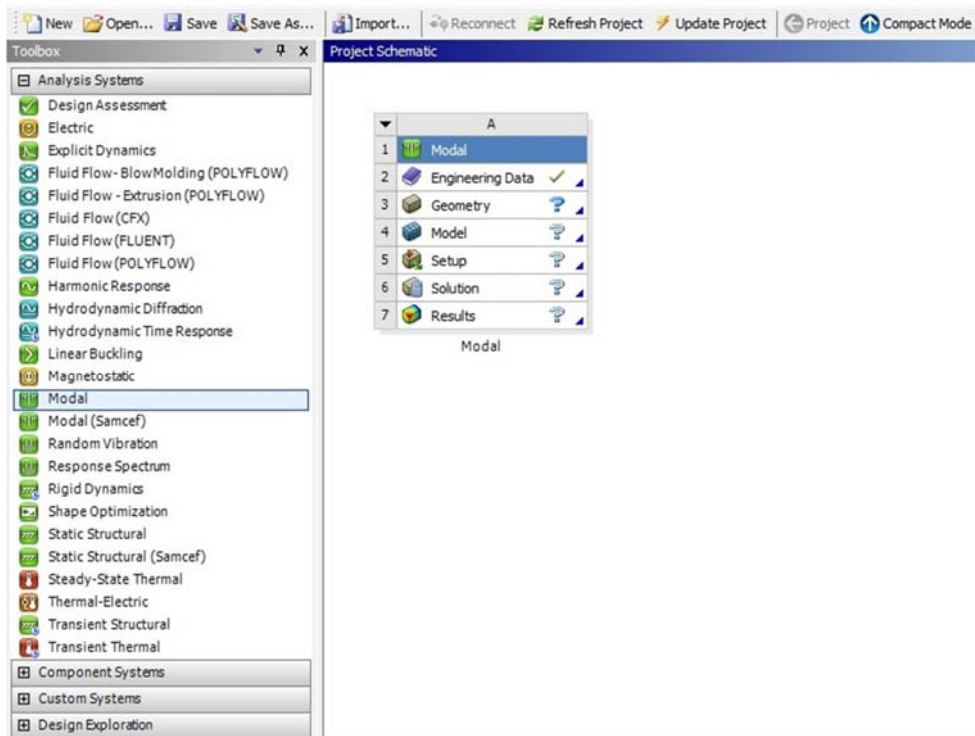 New Open... Save Save As... Import... Reconnect Refresh Project Update Project Project Compact Mode
Toolbox
Analysis Systems
Design Assessment
Electric
Explicit Dynamics
Fluid Flow- BlowMolding (POLYFLOW)
Fluid Flow - Extrusion (POLYFLOW)
Fluid Flow (CFX)
Fluid Flow (FLUENT)
Fluid Flow (POLYFLOW)
Harmonic Response
Hydrodynamic Diffraction
Hydrodynamic Time Response
Linear Buckling
Magnetostatic
Modal
Modal (Samcef)
Random Vibration
Response Spectrum
Rigid Dynamics
Shape Optimization
Static Structural
Static Structural (Samcef)
Steady-State Thermal
Thermal-Electric
Transient Structural
Transient Thermal
Component Systems
Custom Systems
Design Exploration
Project Schematic
A
1 Modal
2 Engineering Data
3 Geometry ?
4 Model ?
5 Setup ?
6 Solution ?
7 Results ?
Modal